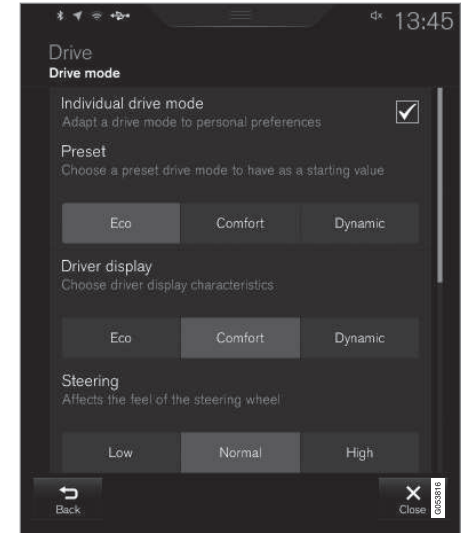 13:45
Drive
Drive mode
Individual drive mode
Adapt a drive mode to personal preferences
Preset
Choose a preset drive mode to have as a starting value
Eco Comfort Dynamic
Driver display
Choose driver display characteristics
Eco Comfort Dynamic
Steering
Affects the feel of the steering wheel
Low Normal High
Back Close
G053816